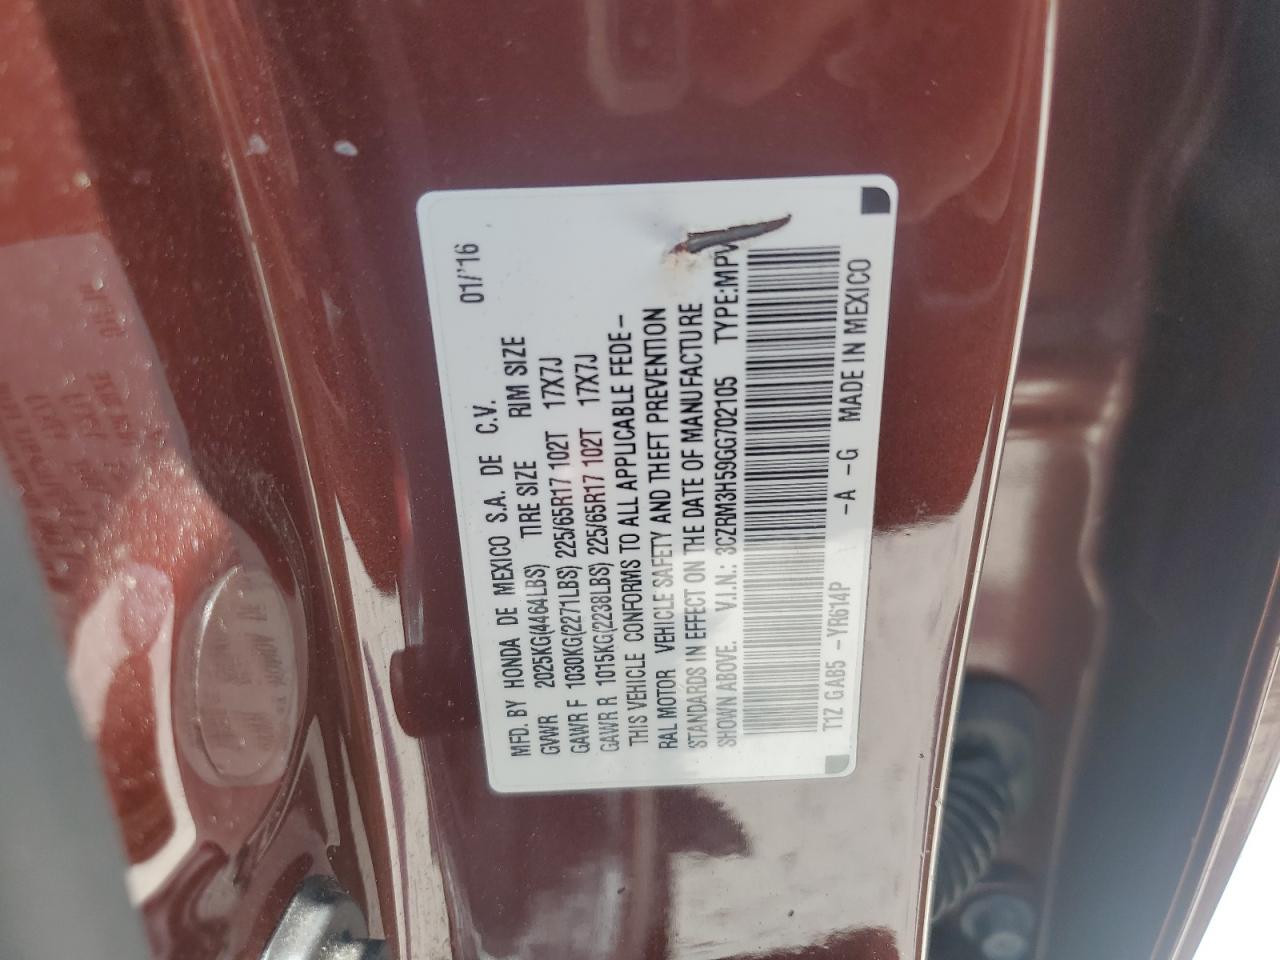 MFD. BY HONDA DE MEXICO S.A. DE C.V. 01/'16
GVWR 2025KG(4464LBS) TIRE SIZE RIM SIZE
GAWR F 1030KG(2271LBS) 225/65R17 102T 17X7J
GAWR R 1015KG(2238LBS) 225/65R17 102T 17X7J
THIS VEHICLE CONFORMS TO ALL APPLICABLE FEDE-
RAL MOTOR VEHICLE SAFETY AND THEFT PREVENTION
STANDARDS IN EFFECT ON THE DATE OF MANUFACTURE
SHOWN ABOVE. V.I.N.: 3CZRM3H59GG702105 TYPE:MPV
T1Z GAB5 -YR614P -A -G MADE IN MEXICO